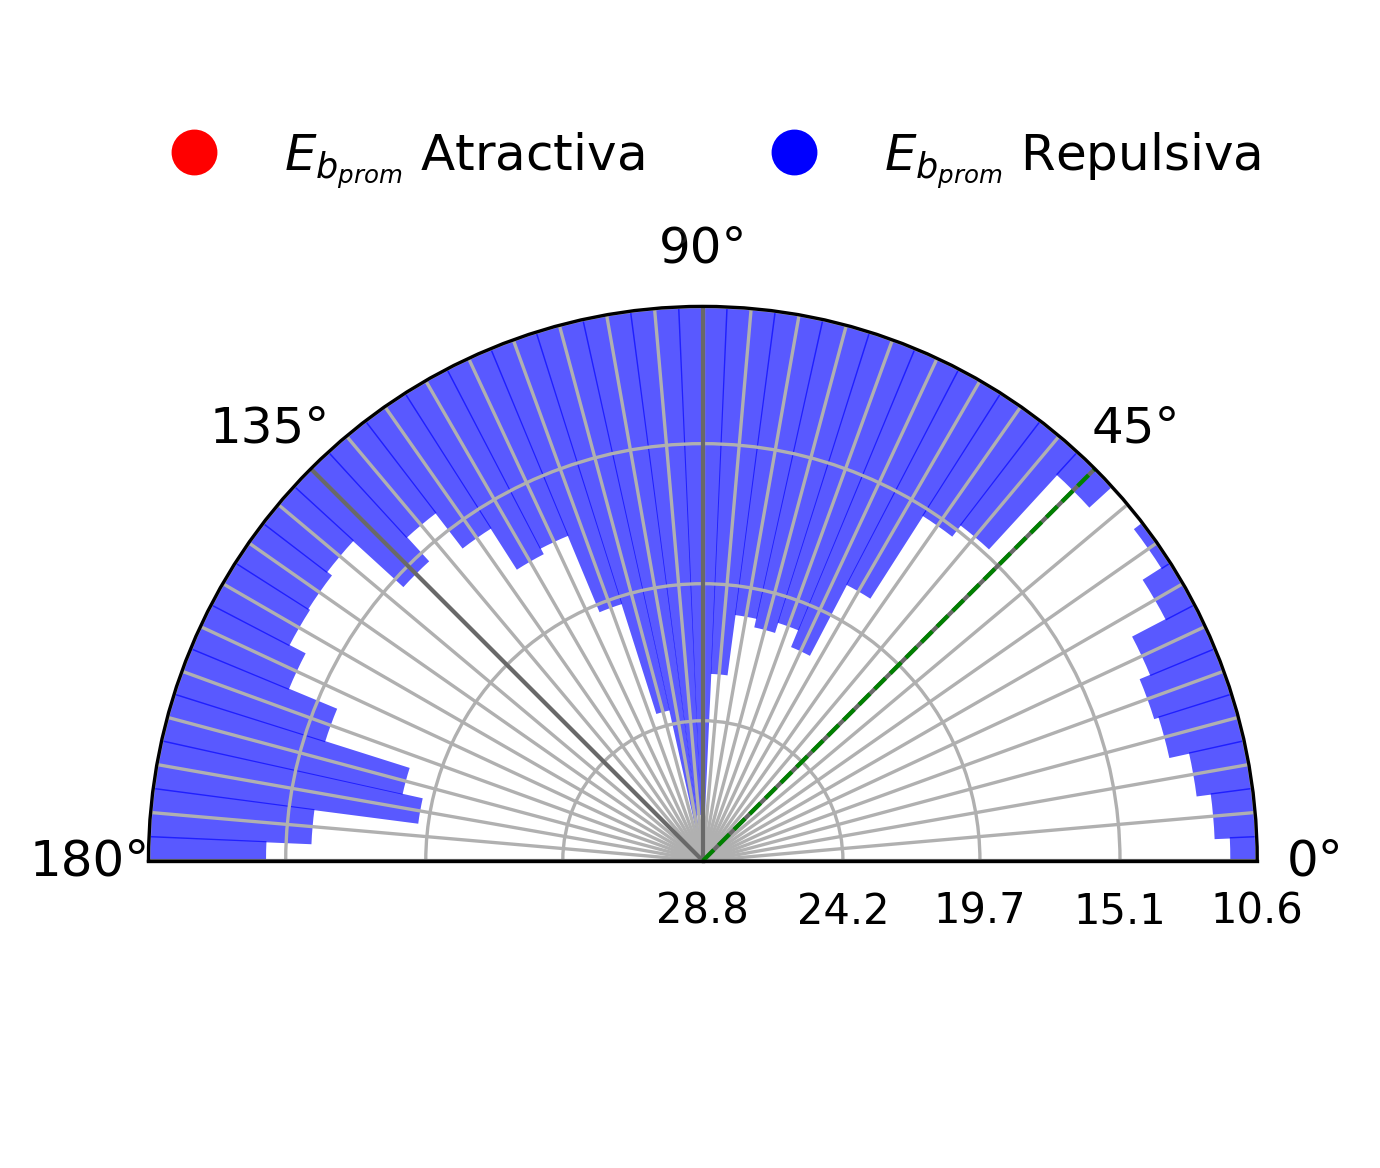 E_{b_{prom}} Atractiva E_{b_{prom}} Repulsiva
90°
135° 45°
180° 0°
28.8 24.2 19.7 15.1 10.6